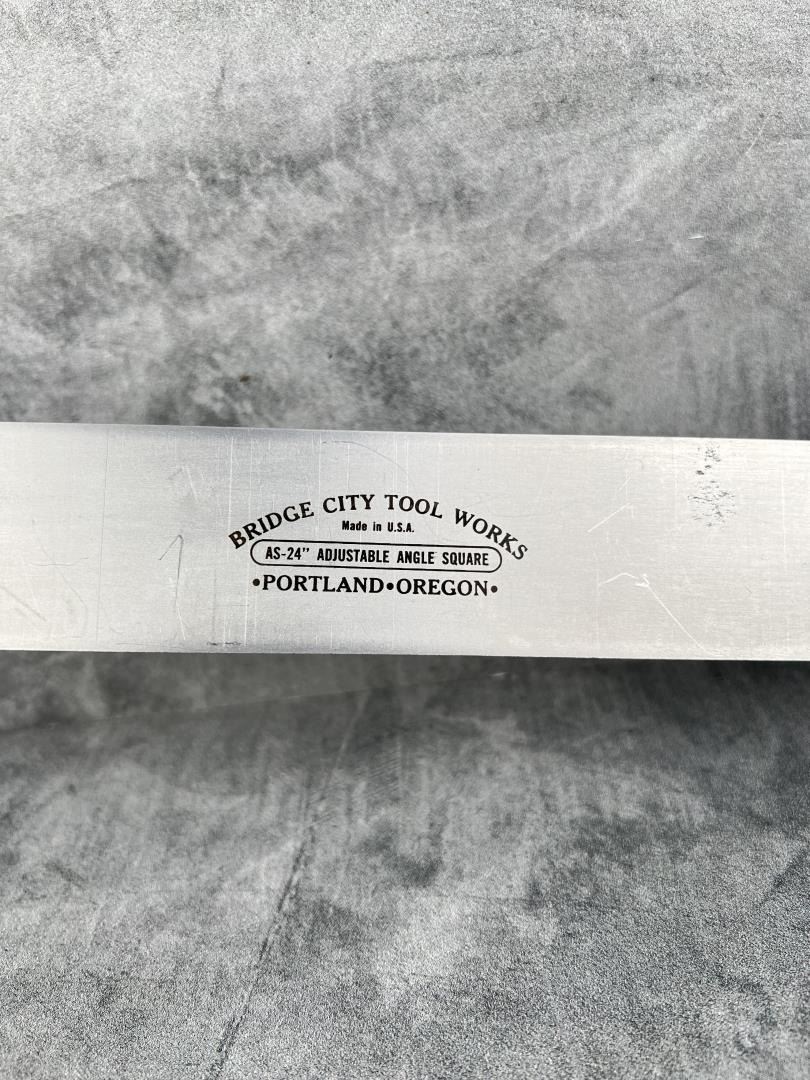 BRIDGE CITY TOOL WORKS
Made in U.S.A.
AS-24" ADJUSTABLE ANGLE SQUARE
•PORTLAND•OREGON•